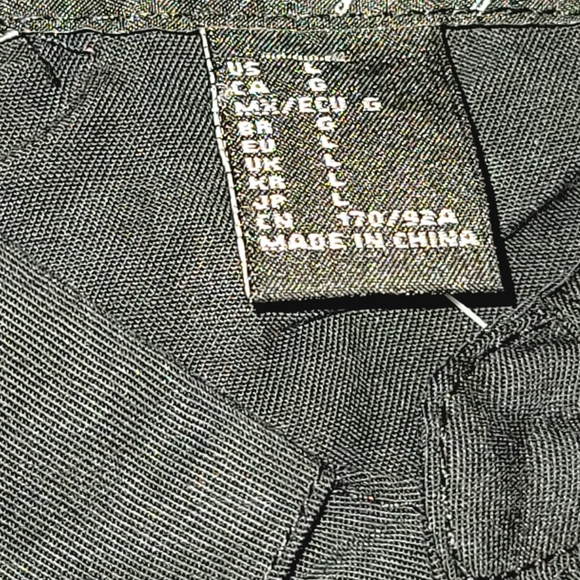 US L
CA G
MX/ECU G
BR G
EU L
UK L
KR L
JP L
CN 170/92A
MADE IN CHINA